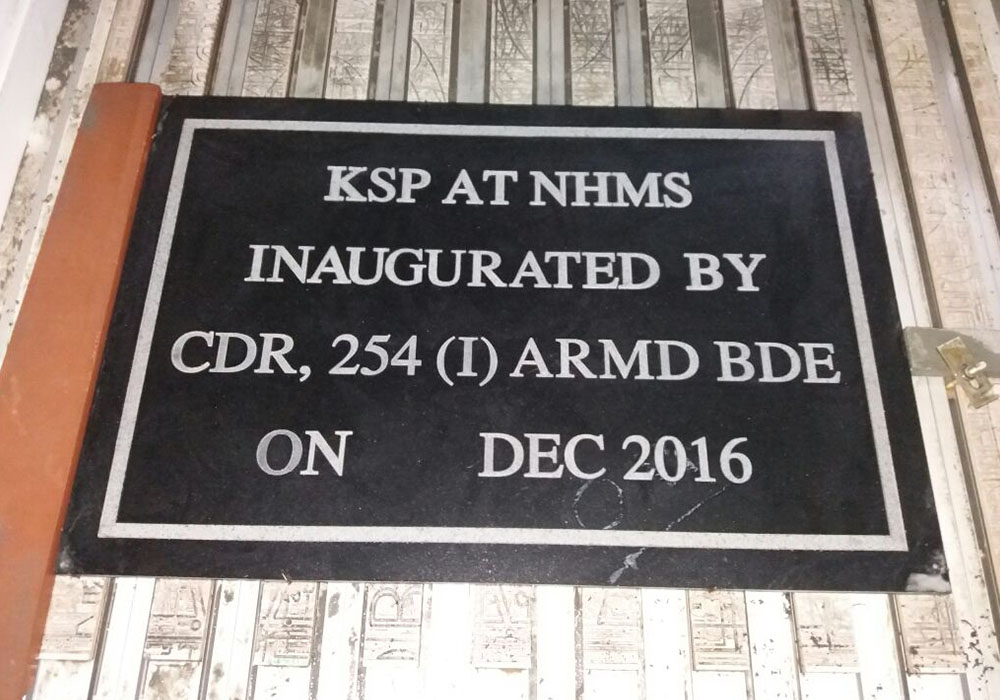 KSP AT NHMS
INAUGURATED BY
CDR, 254 (I) ARMD BDE
ON DEC 2016